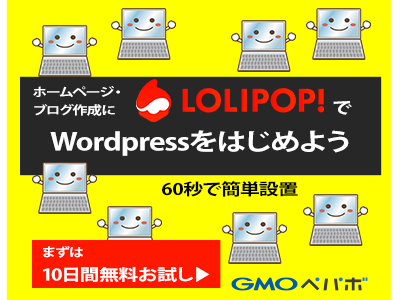 ホームページ・
ブログ作成に
LOLIPOP!で
Wordpressをはじめよう
60秒で簡単設置
まずは
10日間無料お試し▶
GMOペパボ